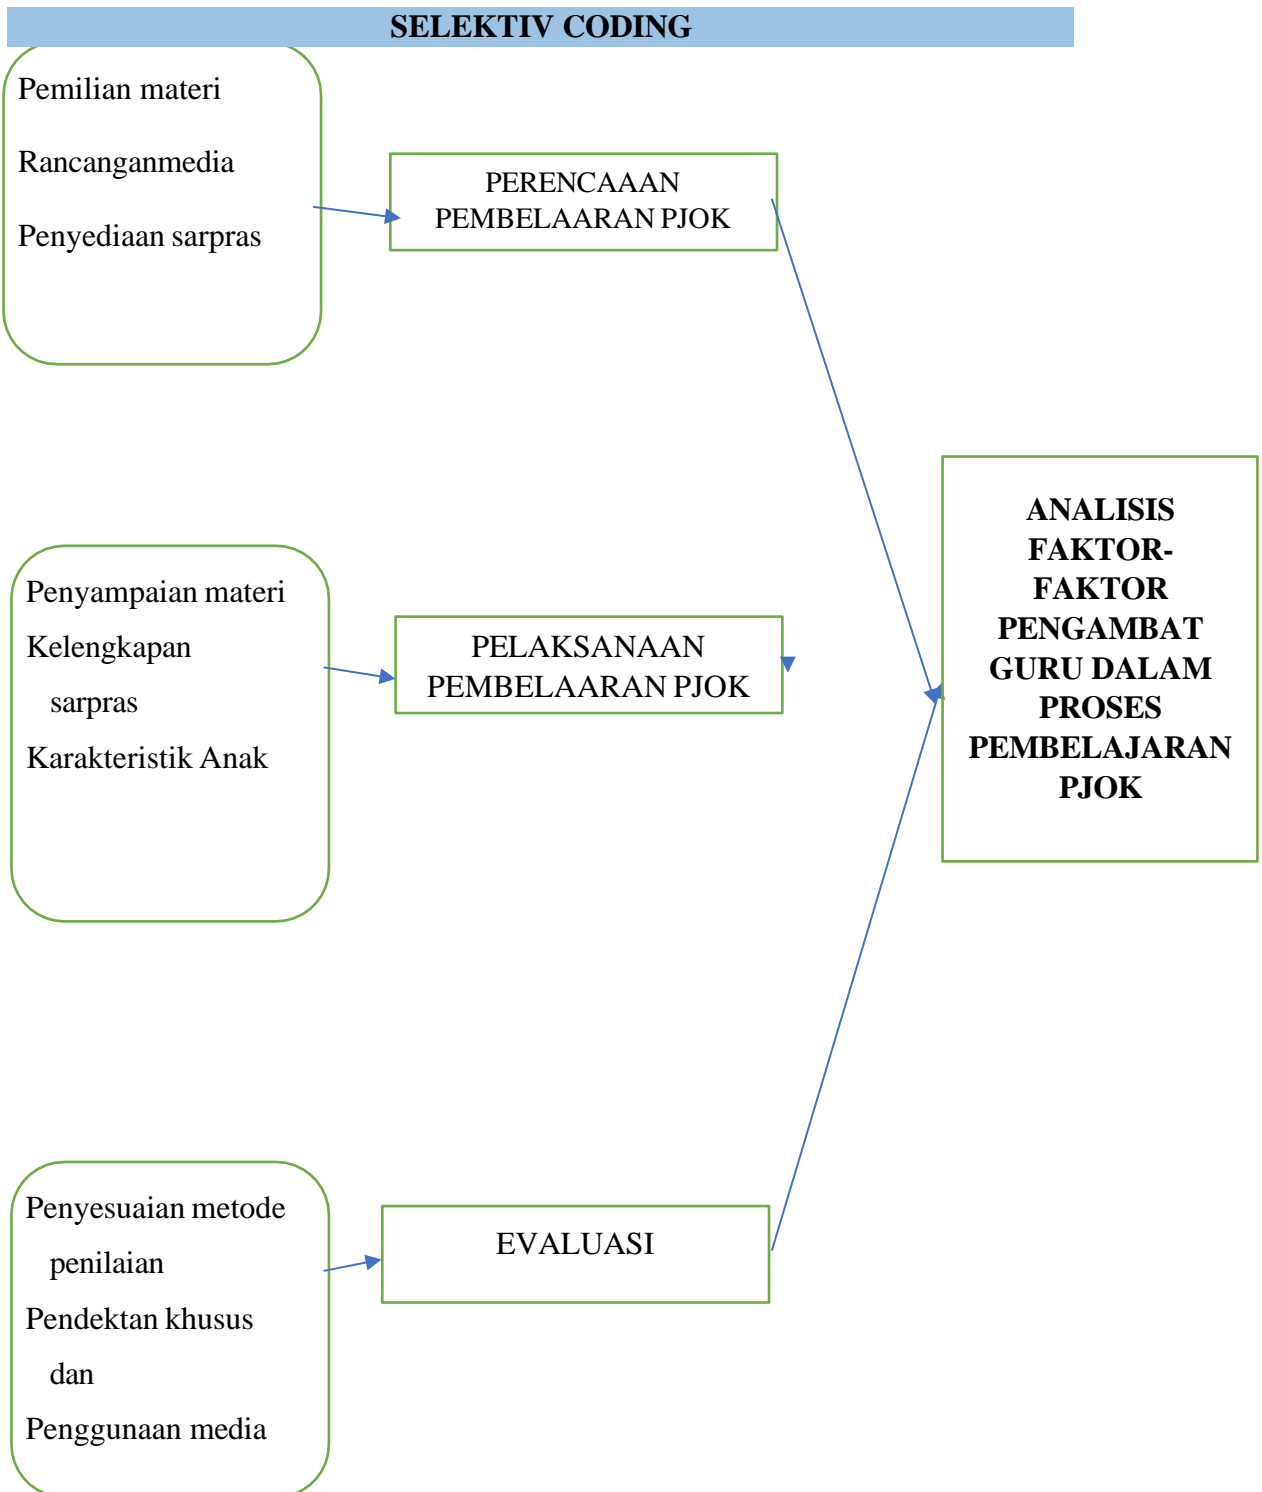 SELEKTIV CODING
Pemilian materi
Rancanganmedia
Penyediaan sarpras
PERENCAAAN
PEMBELAARAN PJOK
Penyampaian materi
Kelengkapan
sarpras
Karakteristik Anak
PELAKSANAAN
PEMBELAARAN PJOK
Penyesuaian metode
penilaian
Pendektan khusus
dan
Penggunaan media
EVALUASI
ANALISIS
FAKTOR-
FAKTOR
PENGAMBAT
GURU DALAM
PROSES
PEMBELAJARAN
PJOK